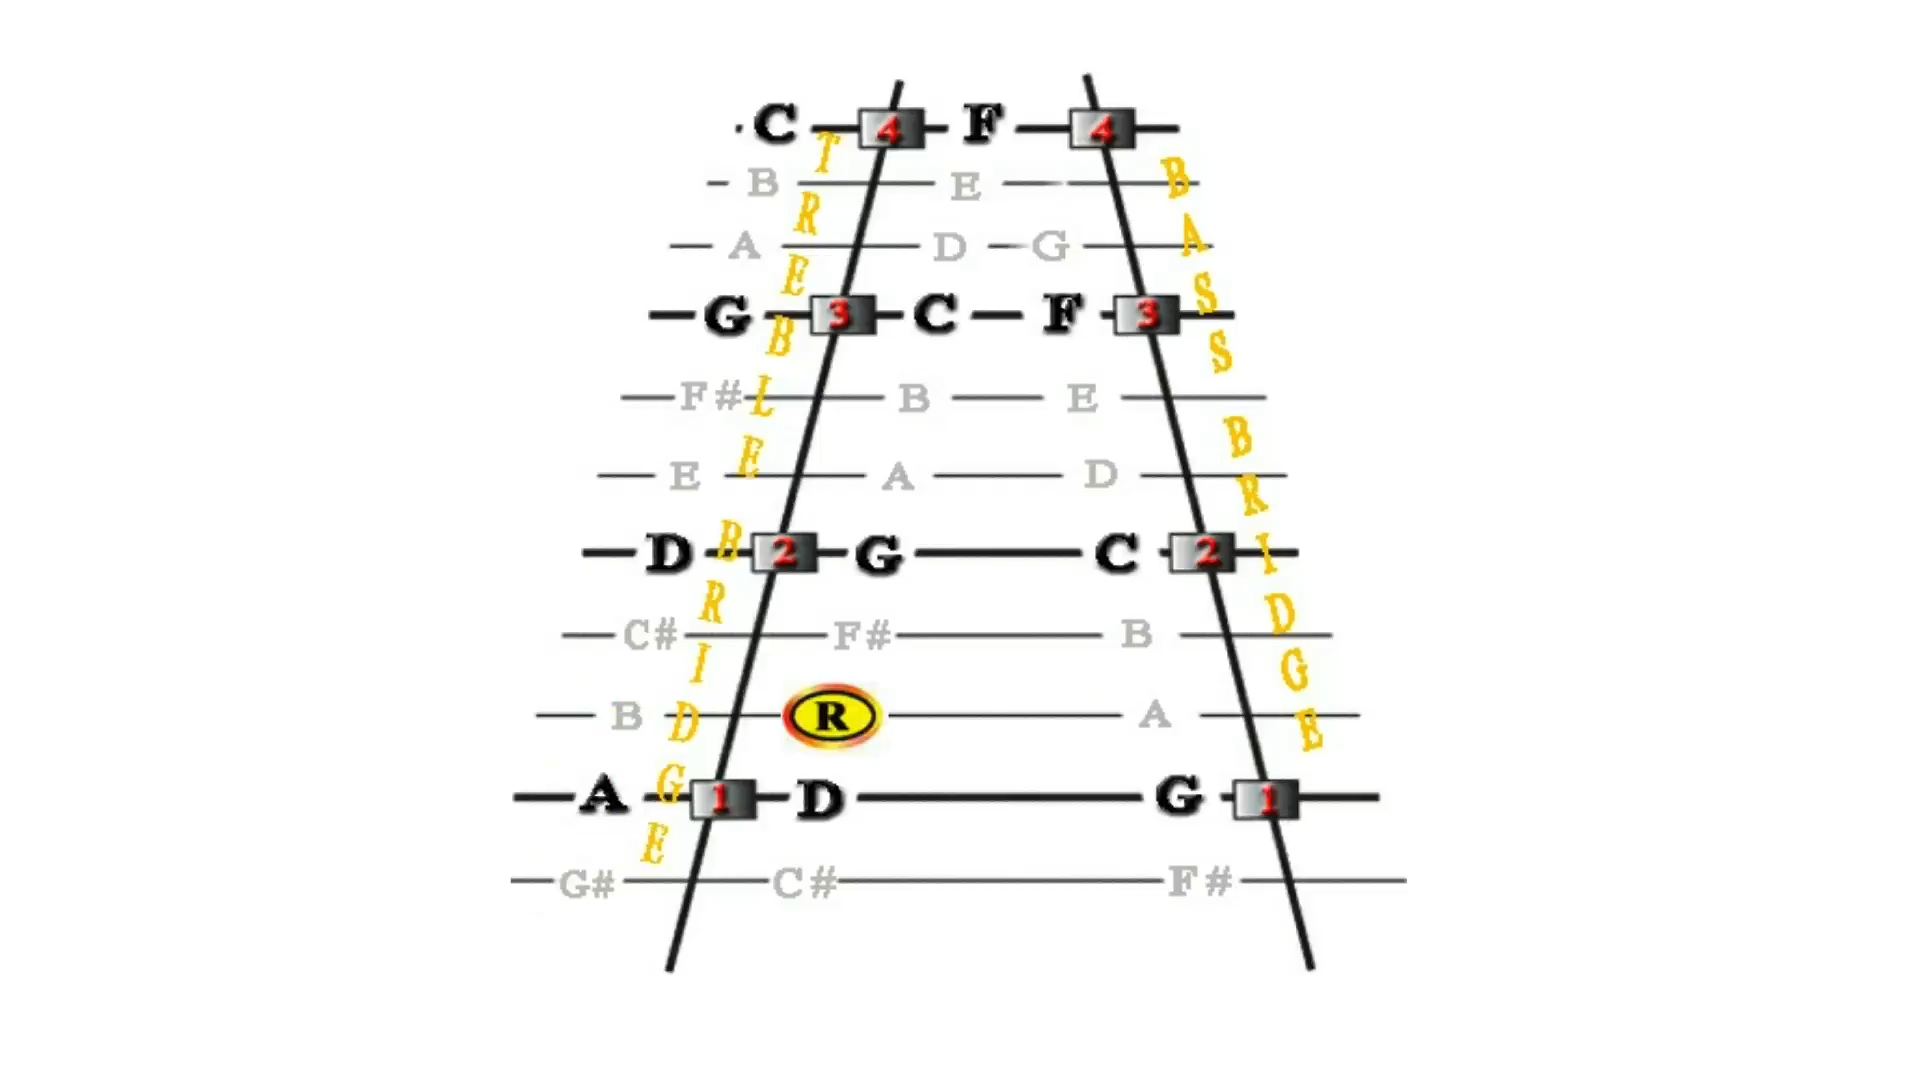 C 4 F 4
B E
A D G
G 3 C F 3
F# B E
E A D
D 2 G C 2
C# F# B
B R A
A 1 D G 1
G# C# F#
TREBLE BRIDGE
BASS BRIDGE